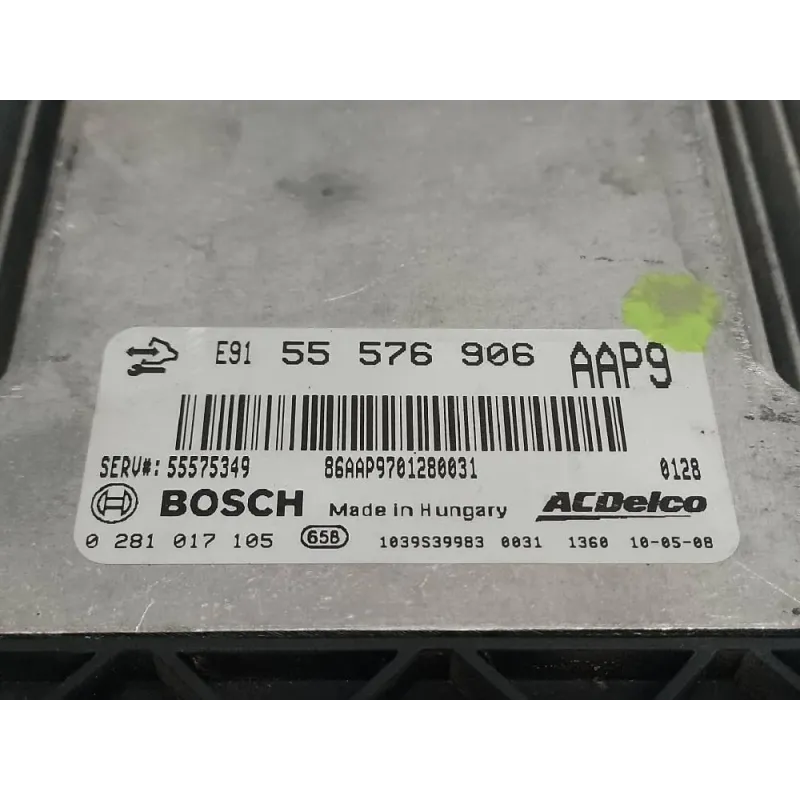 E91 55 576 906 AAP9
SERV#: 55575349 86AAP9701280031 0128
BOSCH Made in Hungary ACDelco
0 281 017 105 658 1039S39983 0031 1360 10-05-08